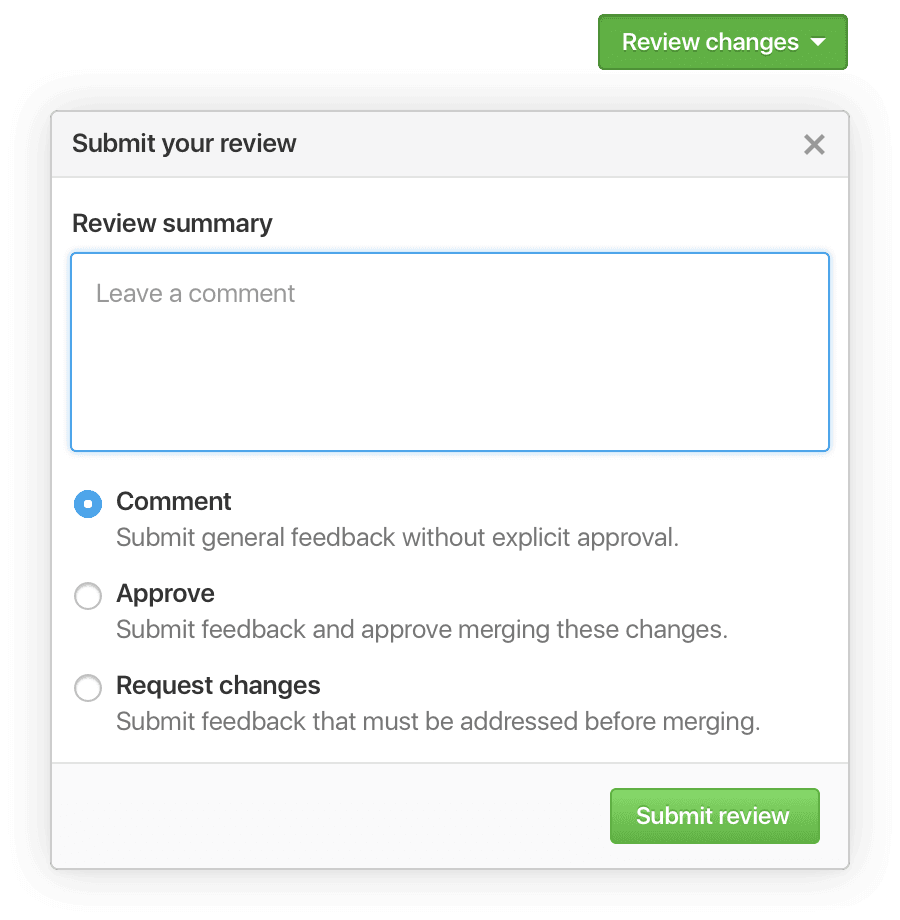 Review changes
Submit your review
Review summary
Leave a comment
Comment
Submit general feedback without explicit approval.
Approve
Submit feedback and approve merging these changes.
Request changes
Submit feedback that must be addressed before merging.
Submit review